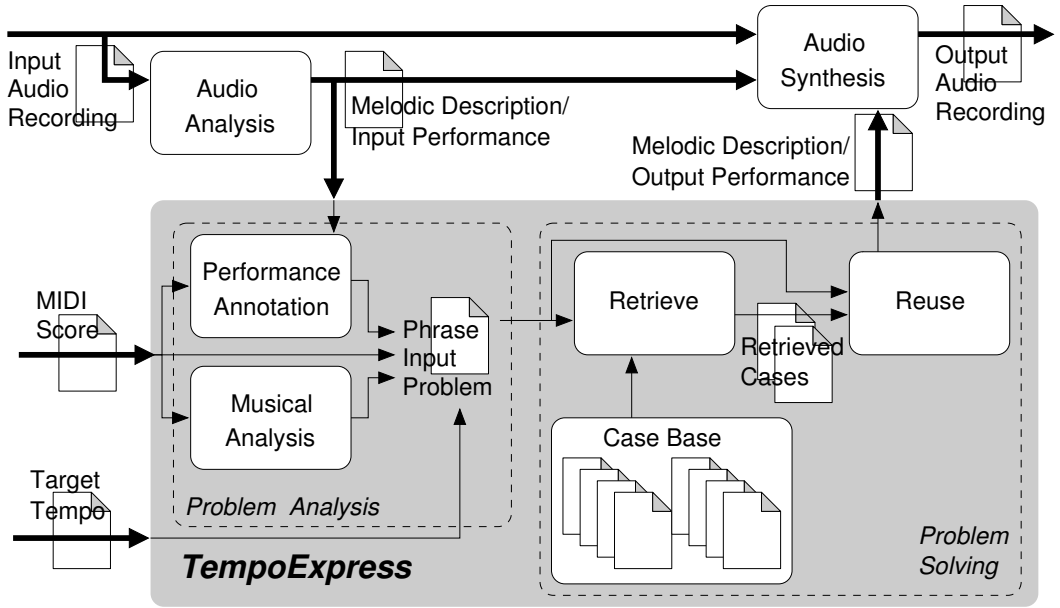 Input
Audio
Recording
Audio
Analysis
Melodic Description/
Input Performance
Audio
Synthesis
Output
Audio
Recording
Melodic Description/
Output Performance
MIDI
Score
Performance
Annotation
Musical
Analysis
Phrase
Input
Problem
Problem Analysis
Target
Tempo
TempoExpress
Retrieve
Retrieved
Cases
Reuse
Case Base
Problem
Solving